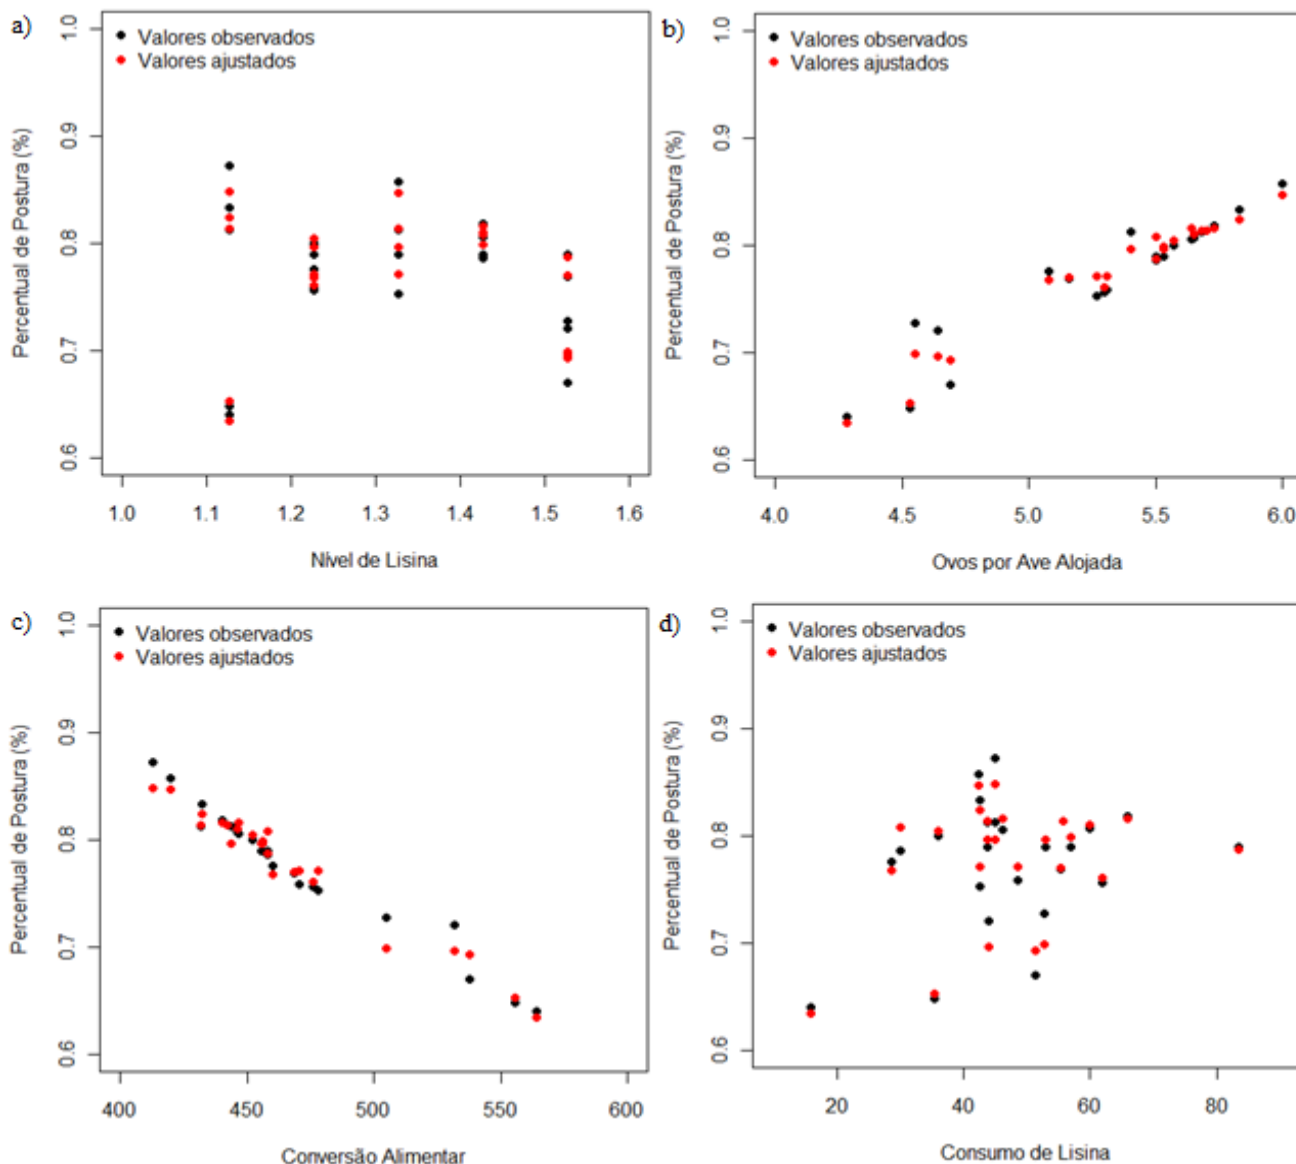 a)
Valores observados
Valores ajustados
Percentual de Postura (%)
1.0
0.9
0.8
0.7
0.6
1.0 1.1 1.2 1.3 1.4 1.5 1.6
Nível de Lisina
b)
Valores observados
Valores ajustados
Percentual de Postura (%)
1.0
0.9
0.8
0.7
0.6
4.0 4.5 5.0 5.5 6.0
Ovos por Ave Alojada
c)
Valores observados
Valores ajustados
Percentual de Postura (%)
1.0
0.9
0.8
0.7
0.6
400 450 500 550 600
Conversão Alimentar
d)
Valores observados
Valores ajustados
Percentual de Postura (%)
1.0
0.9
0.8
0.7
0.6
20 40 60 80
Consumo de Lisina